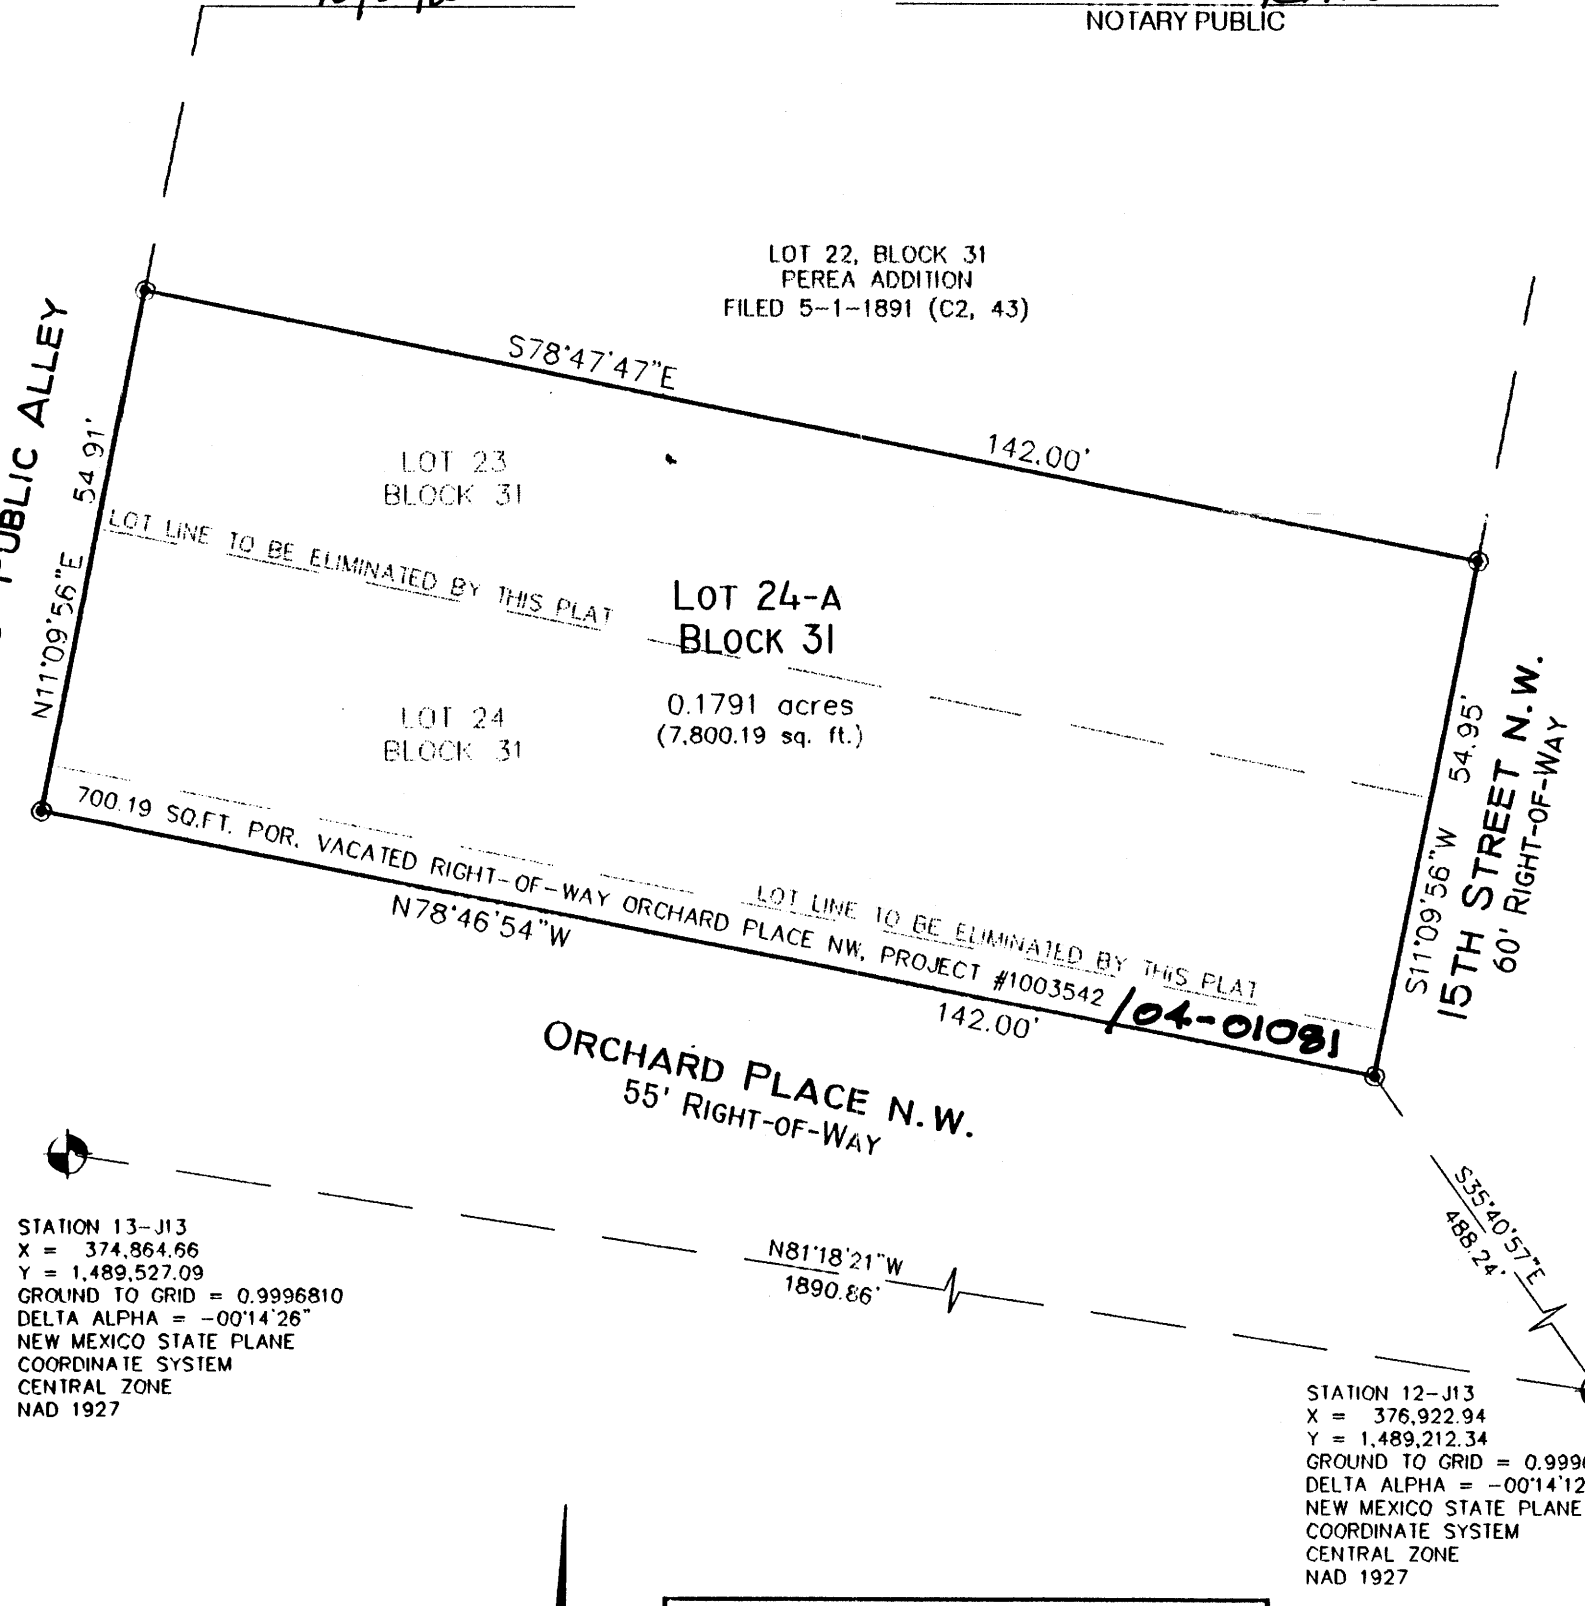 NOTARY PUBLIC
LOT 22, BLOCK 31
PEREA ADDITION
FILED 5-1-1891 (C2, 43)
PUBLIC ALLEY
S78°47'47"E
142.00'
N11°09'56"E 54.91'
LOT 23
BLOCK 31
LOT LINE TO BE ELIMINATED BY THIS PLAT
LOT 24-A
BLOCK 31
0.1791 acres
(7,800.19 sq. ft.)
LOT 24
BLOCK 31
S11°09'56"W 54.95'
15TH STREET N.W.
60' RIGHT-OF-WAY
700.19 SQ.FT. POR. VACATED RIGHT-OF-WAY ORCHARD PLACE NW, PROJECT #1003542 /04-01081
LOT LINE TO BE ELIMINATED BY THIS PLAT
N78°46'54"W
142.00'
ORCHARD PLACE N.W.
55' RIGHT-OF-WAY
S35°40'57"E
488.24'
N81°18'21"W
1890.86'
STATION 13-J13
X = 374,864.66
Y = 1,489,527.09
GROUND TO GRID = 0.9996810
DELTA ALPHA = -00°14'26"
NEW MEXICO STATE PLANE
COORDINATE SYSTEM
CENTRAL ZONE
NAD 1927
STATION 12-J13
X = 376,922.94
Y = 1,489,212.34
GROUND TO GRID = 0.999
DELTA ALPHA = -00°14'12
NEW MEXICO STATE PLANE
COORDINATE SYSTEM
CENTRAL ZONE
NAD 1927